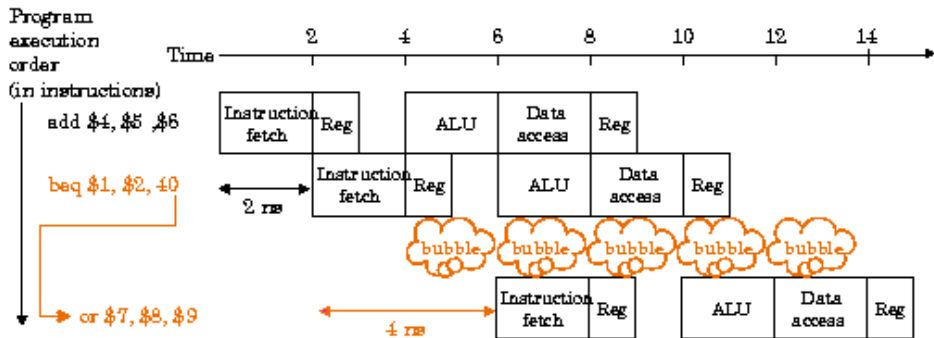 Program
execution
order
(in instructions)
Time
2 4 6 8 10 12 14
add $4, $5 ,$6
Instruction
fetch
Reg
ALU
Data
access
Reg
beq $1, $2, 40
2 ns
Instruction
fetch
Reg
ALU
Data
access
Reg
bubble bubble bubble bubble bubble
or $7, $8, $9
4 ns
Instruction
fetch
Reg
ALU
Data
access
Reg